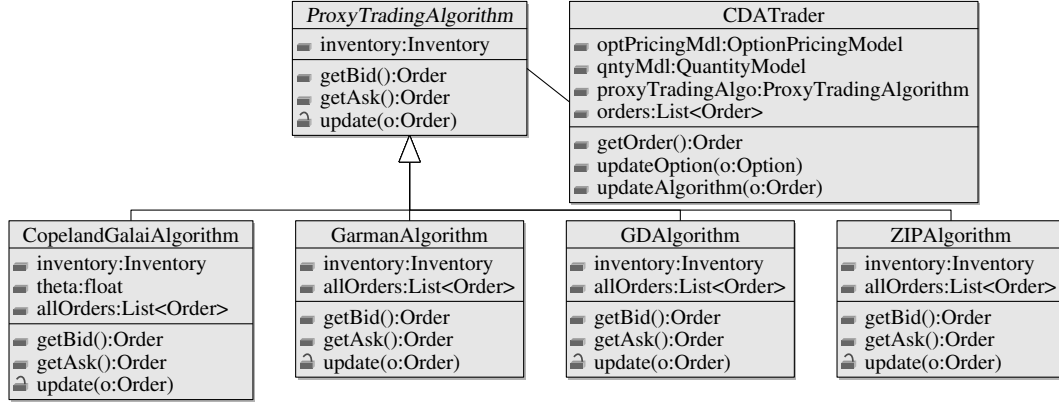 ProxyTradingAlgorithm
inventory:Inventory
getBid():Order
getAsk():Order
update(o:Order)
CDATrader
optPricingMdl:OptionPricingModel
qntyMdl:QuantityModel
proxyTradingAlgo:ProxyTradingAlgorithm
orders:List<Order>
getOrder():Order
updateOption(o:Option)
updateAlgorithm(o:Order)
CopelandGalaiAlgorithm
inventory:Inventory
theta:float
allOrders:List<Order>
getBid():Order
getAsk():Order
update(o:Order)
GarmanAlgorithm
inventory:Inventory
allOrders:List<Order>
getBid():Order
getAsk():Order
update(o:Order)
GDAlgorithm
inventory:Inventory
allOrders:List<Order>
getBid():Order
getAsk():Order
update(o:Order)
ZIPAlgorithm
inventory:Inventory
allOrders:List<Order>
getBid():Order
getAsk():Order
update(o:Order)